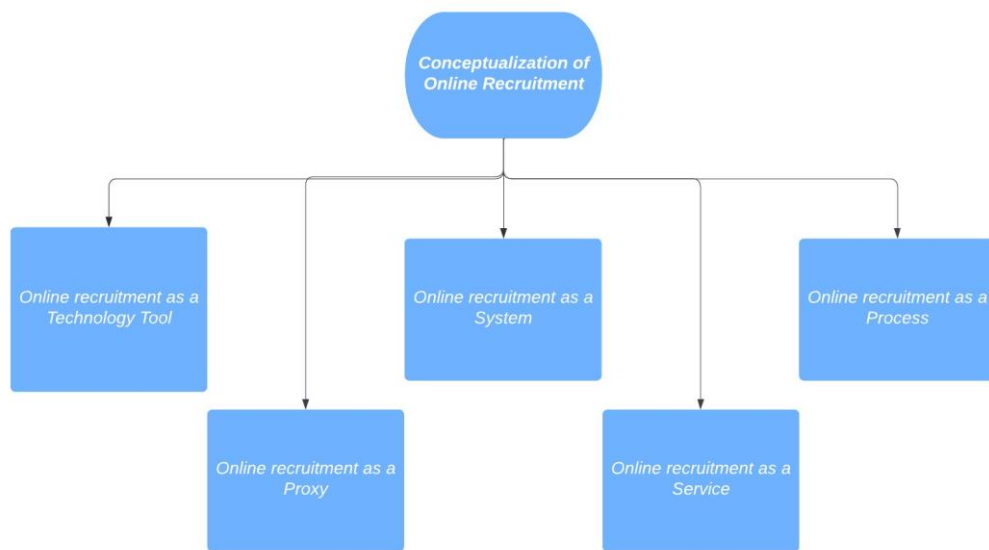 Conceptualization of
Online Recruitment
Online recruitment as a
Technology Tool
Online recruitment as a
System
Online recruitment as a
Process
Online recruitment as a
Proxy
Online recruitment as a
Service